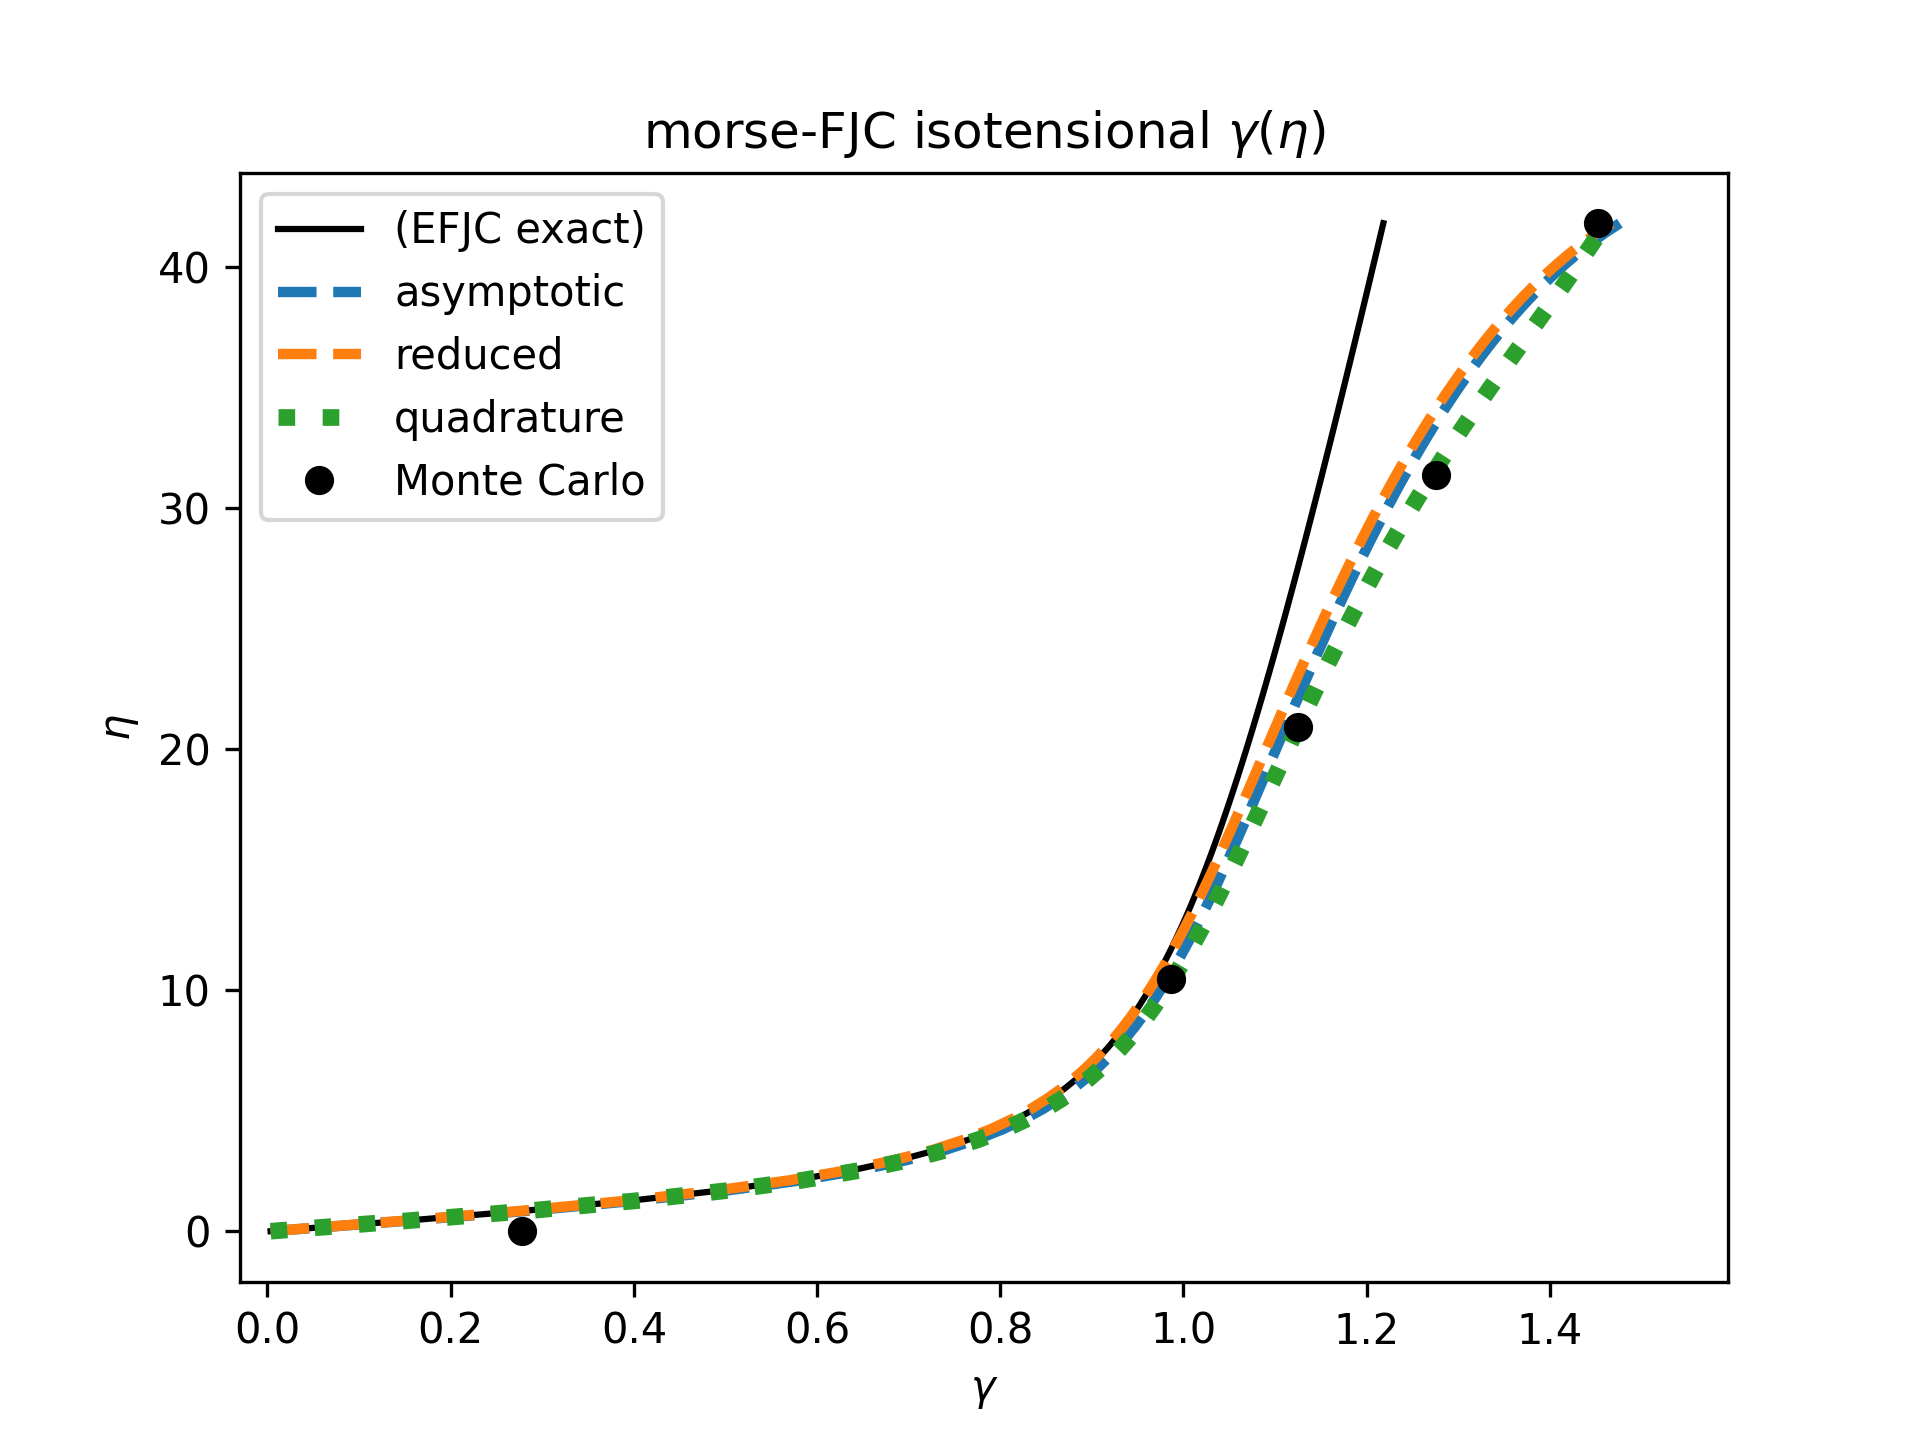 morse-FJC isotensional γ(η)
(EFJC exact)
asymptotic
reduced
quadrature
Monte Carlo
40
30
20
10
0
η
0.0 0.2 0.4 0.6 0.8 1.0 1.2 1.4
γ